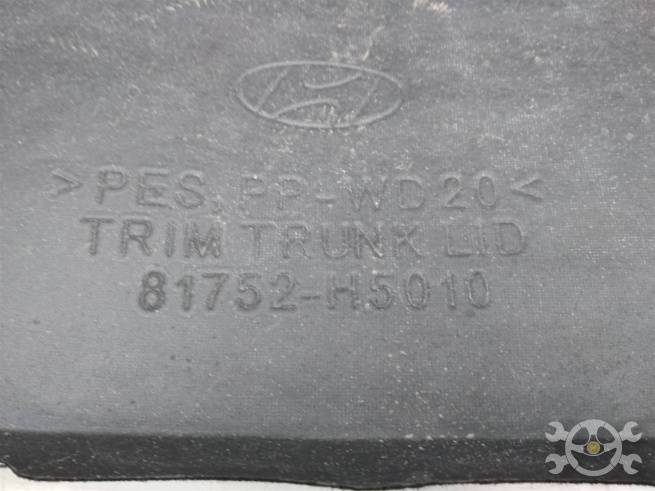 >PES, PP-WD20<
TRIM TRUNK LID
81752-H5010